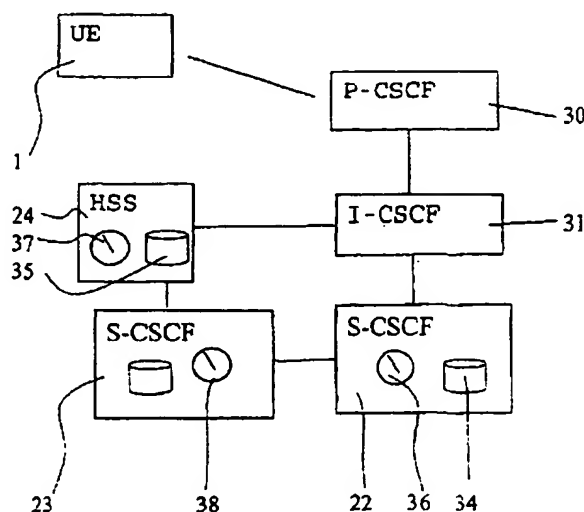 UE
P-CSCF
30
1
HSS
24
37
35
I-CSCF
31
S-CSCF
S-CSCF
23
38
22
36
34